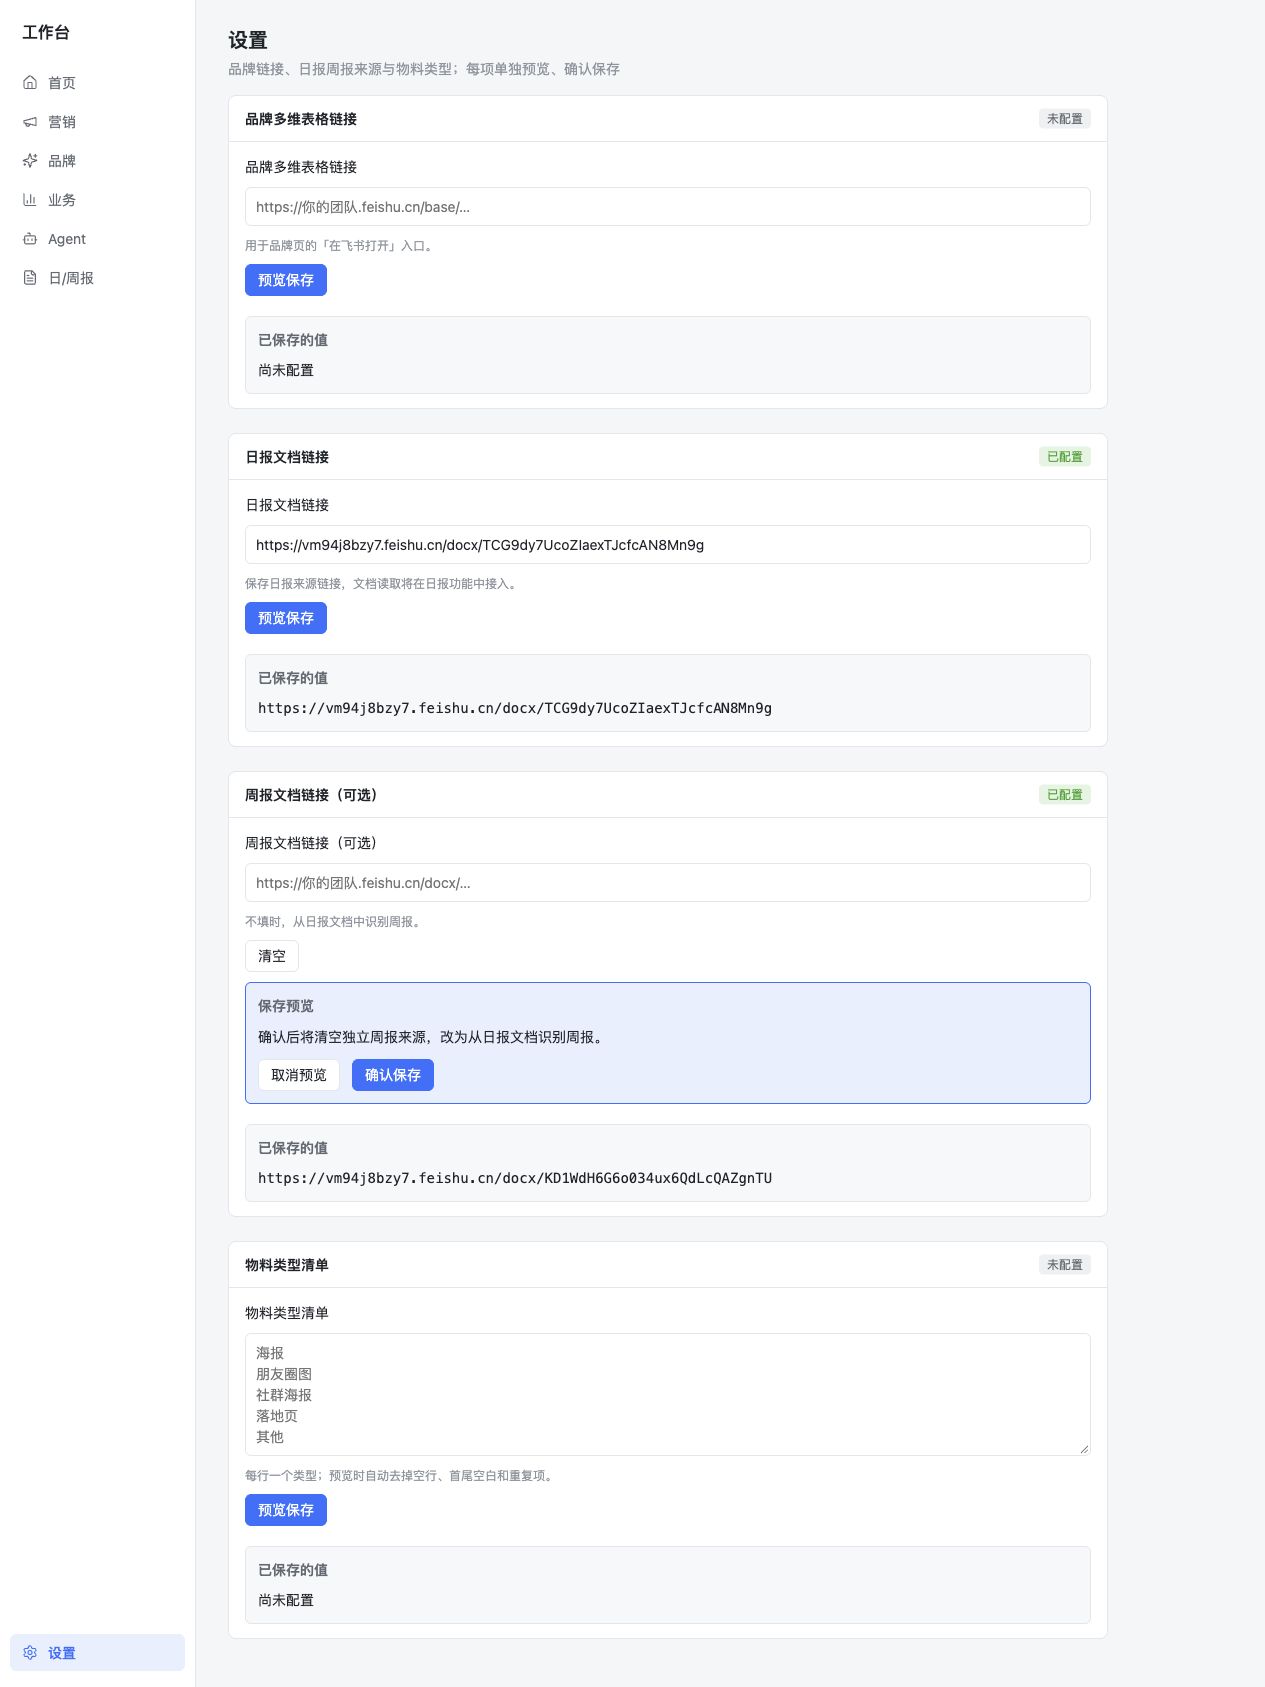 工作台
首页
营销
品牌
业务
Agent
日/周报
设置
设置
品牌链接、日报周报来源与物料类型；每项单独预览、确认保存
品牌多维表格链接
未配置
品牌多维表格链接
https://你的团队.feishu.cn/base/...
用于品牌页的「在飞书打开」入口。
预览保存
已保存的值
尚未配置
日报文档链接
已配置
日报文档链接
https://vm94j8bzy7.feishu.cn/docx/TCG9dy7UcoZIaexTJcfcAN8Mn9g
保存日报来源链接，文档读取将在日报功能中接入。
预览保存
已保存的值
https://vm94j8bzy7.feishu.cn/docx/TCG9dy7UcoZIaexTJcfcAN8Mn9g
周报文档链接（可选）
已配置
周报文档链接（可选）
https://你的团队.feishu.cn/docx/...
不填时，从日报文档中识别周报。
清空
保存预览
确认后将清空独立周报来源，改为从日报文档识别周报。
取消预览
确认保存
已保存的值
https://vm94j8bzy7.feishu.cn/docx/KD1WdH6G6o034ux6QdLcQAZgnTU
物料类型清单
未配置
物料类型清单
海报
朋友圈图
社群海报
落地页
其他
每行一个类型；预览时自动去掉空行、首尾空白和重复项。
预览保存
已保存的值
尚未配置